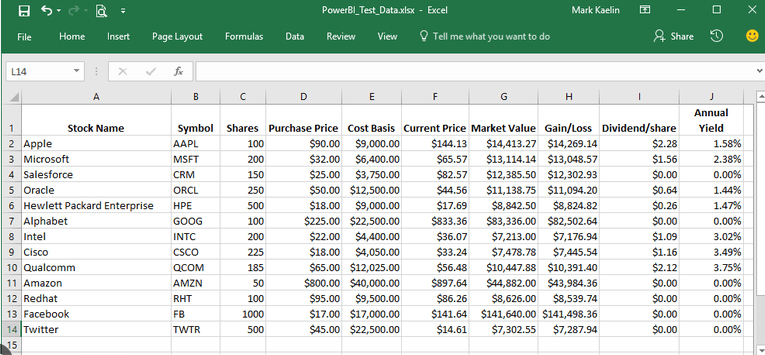 PowerBI_Test_Data.xlsx - Excel Mark Kaelin
File Home Insert Page Layout Formulas Data Review View Tell me what you want to do Share
L14 fx
A B C D E F G H I J
1 Stock Name Symbol Shares Purchase Price Cost Basis Current Price Market Value Gain/Loss Dividend/share Annual Yield
2 Apple AAPL 100 $90.00 $9,000.00 $144.13 $14,413.27 $14,269.14 $2.28 1.58%
3 Microsoft MSFT 200 $32.00 $6,400.00 $65.57 $13,114.14 $13,048.57 $1.56 2.38%
4 Salesforce CRM 150 $25.00 $3,750.00 $82.57 $12,385.50 $12,302.93 $0.00 0.00%
5 Oracle ORCL 250 $50.00 $12,500.00 $44.56 $11,138.75 $11,094.20 $0.64 1.44%
6 Hewlett Packard Enterprise HPE 500 $18.00 $9,000.00 $17.69 $8,842.50 $8,824.82 $0.26 1.47%
7 Alphabet GOOG 100 $225.00 $22,500.00 $833.36 $83,336.00 $82,502.64 $0.00 0.00%
8 Intel INTC 200 $22.00 $4,400.00 $36.07 $7,213.00 $7,176.94 $1.09 3.02%
9 Cisco CSCO 225 $18.00 $4,050.00 $33.24 $7,478.78 $7,445.54 $1.16 3.49%
10 Qualcomm QCOM 185 $65.00 $12,025.00 $56.48 $10,447.88 $10,391.40 $2.12 3.75%
11 Amazon AMZN 50 $800.00 $40,000.00 $897.64 $44,882.00 $43,984.36 $0.00 0.00%
12 Redhat RHT 100 $95.00 $9,500.00 $86.26 $8,626.00 $8,539.74 $0.00 0.00%
13 Facebook FB 1000 $17.00 $17,000.00 $141.64 $141,640.00 $141,498.36 $0.00 0.00%
14 Twitter TWTR 500 $45.00 $22,500.00 $14.61 $7,302.55 $7,287.94 $0.00 0.00%
15